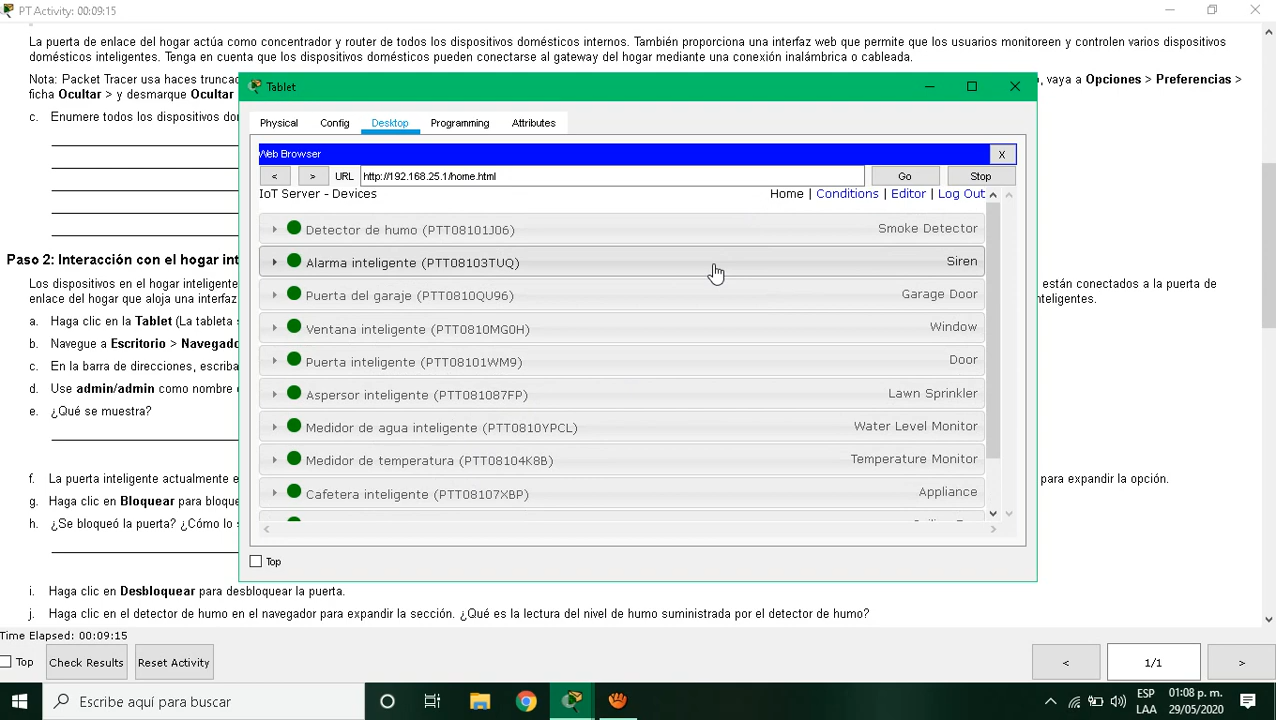 PT Activity: 00:09:15
La puerta de enlace del hogar actúa como concentrador y router de todos los dispositivos domésticos internos. También proporciona una interfaz web que permite que los usuarios monitoreen y controlen varios dispositivos
domésticos inteligentes. Tenga en cuenta que los dispositivos domésticos pueden conectarse al gateway del hogar mediante una conexión inalámbrica o cableada.
Nota: Packet Tracer usa haces truncad
, vaya a Opciones > Preferencias >
ficha Ocultar > y desmarque Ocultar
c. Enumere todos los dispositivos do
Paso 2: Interacción con el hogar int
Los dispositivos en el hogar inteligente
están conectados a la puerta de
enlace del hogar que aloja una interfaz
nteligentes.
a. Haga clic en la Tablet (La tableta s
b. Navegue a Escritorio > Navegado
c. En la barra de direcciones, escriba
d. Use admin/admin como nombre
e. ¿Qué se muestra?
f. La puerta inteligente actualmente e
para expandir la opción.
g. Haga clic en Bloquear para bloque
h. ¿Se bloqueó la puerta? ¿Cómo lo s
i. Haga clic en Desbloquear para desbloquear la puerta.
j. Haga clic en el detector de humo en el navegador para expandir la sección. ¿Qué es la lectura del nivel de humo suministrada por el detector de humo?
Tablet
Physical Config Desktop Programming Attributes
Web Browser X
< > URL http://192.168.25.1/home.html Go Stop
IoT Server - Devices Home | Conditions | Editor | Log Out
Detector de humo (PTT08101J06) Smoke Detector
Alarma inteligente (PTT08103TUQ) Siren
Puerta del garaje (PTT0810QU96) Garage Door
Ventana inteligente (PTT0810MG0H) Window
Puerta inteligente (PTT08101WM9) Door
Aspersor inteligente (PTT081087FP) Lawn Sprinkler
Medidor de agua inteligente (PTT0810YPCL) Water Level Monitor
Medidor de temperatura (PTT08104K8B) Temperature Monitor
Cafetera inteligente (PTT08107XBP) Appliance
Top
Time Elapsed: 00:09:15
Top Check Results Reset Activity < 1/1 >
Escribe aquí para buscar
ESP 01:08 p. m.
LAA 29/05/2020